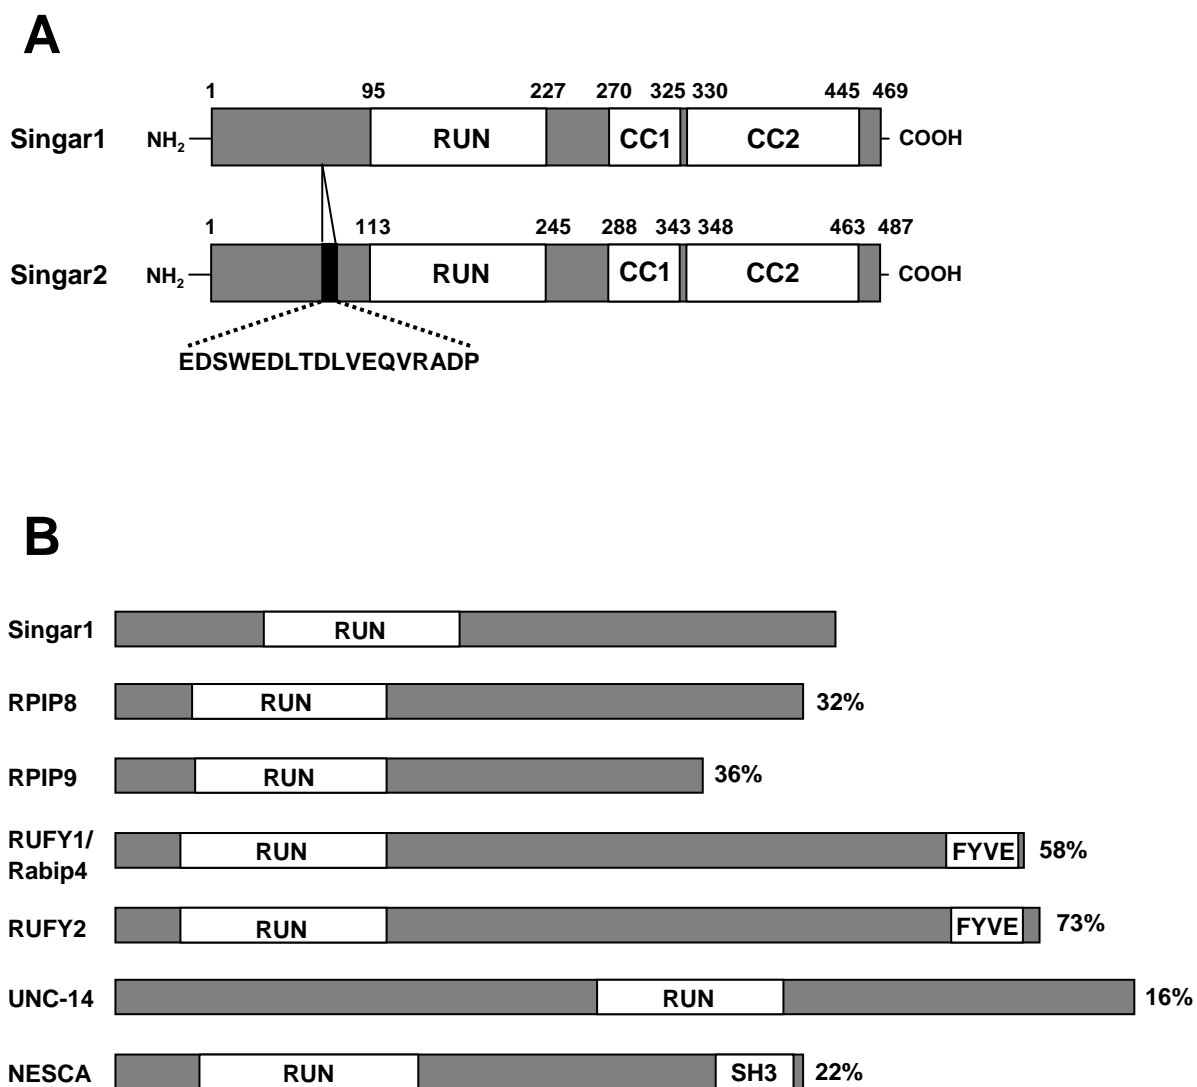 A
1 95 227 270 325 330 445 469
Singar1 NH2 RUN CC1 CC2 COOH
1 113 245 288 343 348 463 487
Singar2 NH2 RUN CC1 CC2 COOH
EDSWEDLTDLVEQVRADP
B
Singar1 RUN
RPIP8 RUN 32%
RPIP9 RUN 36%
RUFY1/
Rabip4 RUN FYVE 58%
RUFY2 RUN FYVE 73%
UNC-14 RUN 16%
NESCA RUN SH3 22%